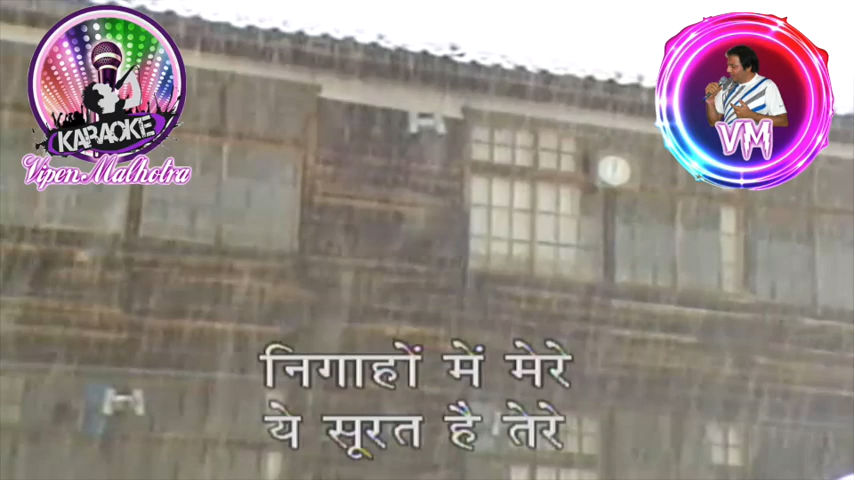 KARAOKE
Vipen Malhotra
VM
निगाहों में मेरे
ये सूरत है तेरे